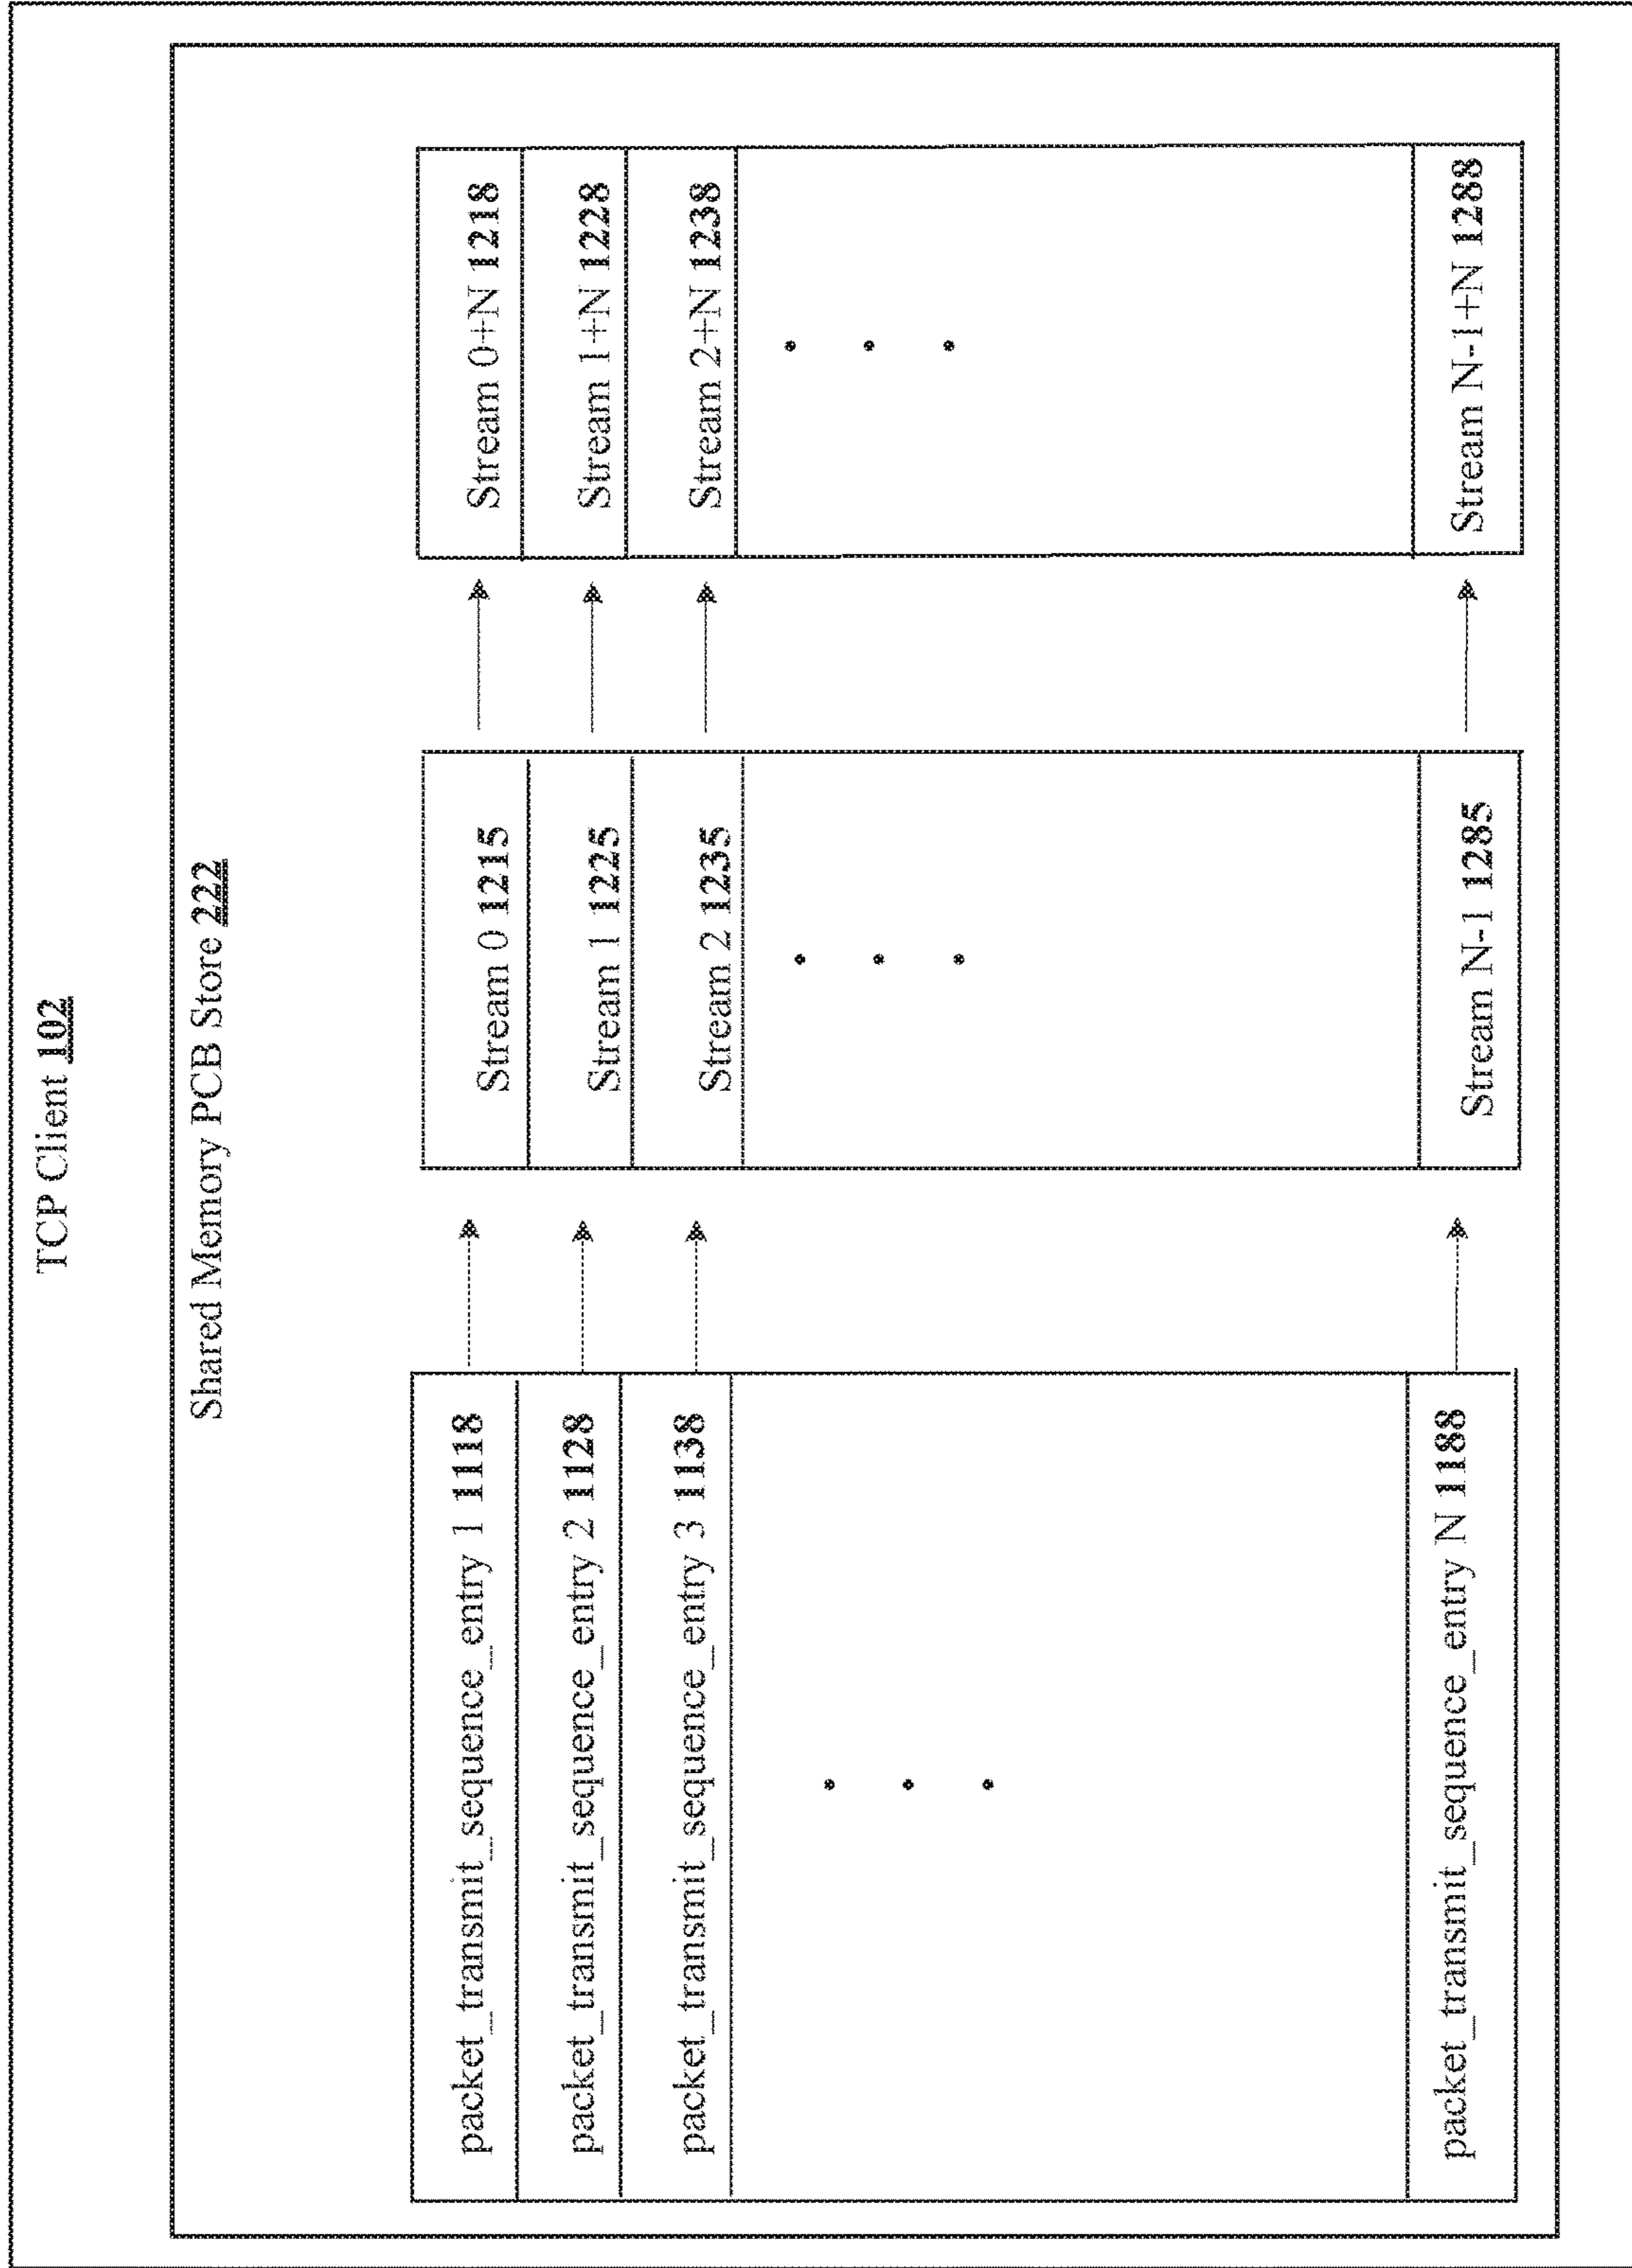 TCP Client 102
Shared Memory PCB Store 222
packet_transmit_sequence_entry 1 1118
Stream 0 1215
Stream 0+N 1218
packet_transmit_sequence_entry 2 1128
Stream 1 1225
Stream 1+N 1228
packet_transmit_sequence_entry 3 1138
Stream 2 1235
Stream 2+N 1238
packet_transmit_sequence_entry N 1188
Stream N-1 1285
Stream N-1+N 1288